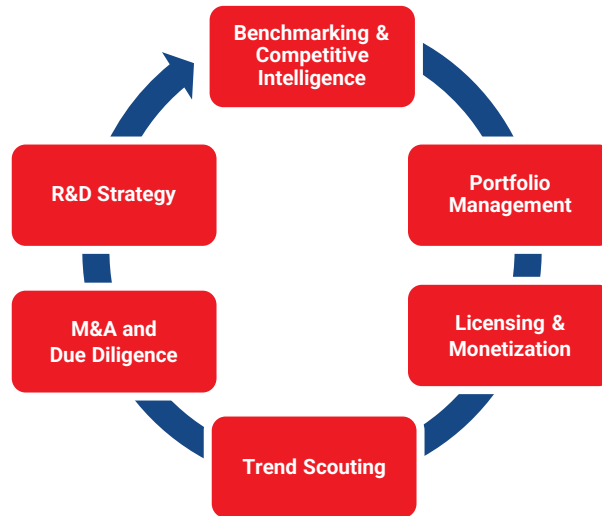 Benchmarking &
Competitive
Intelligence
Portfolio
Management
Licensing &
Monetization
Trend Scouting
M&A and
Due Diligence
R&D Strategy